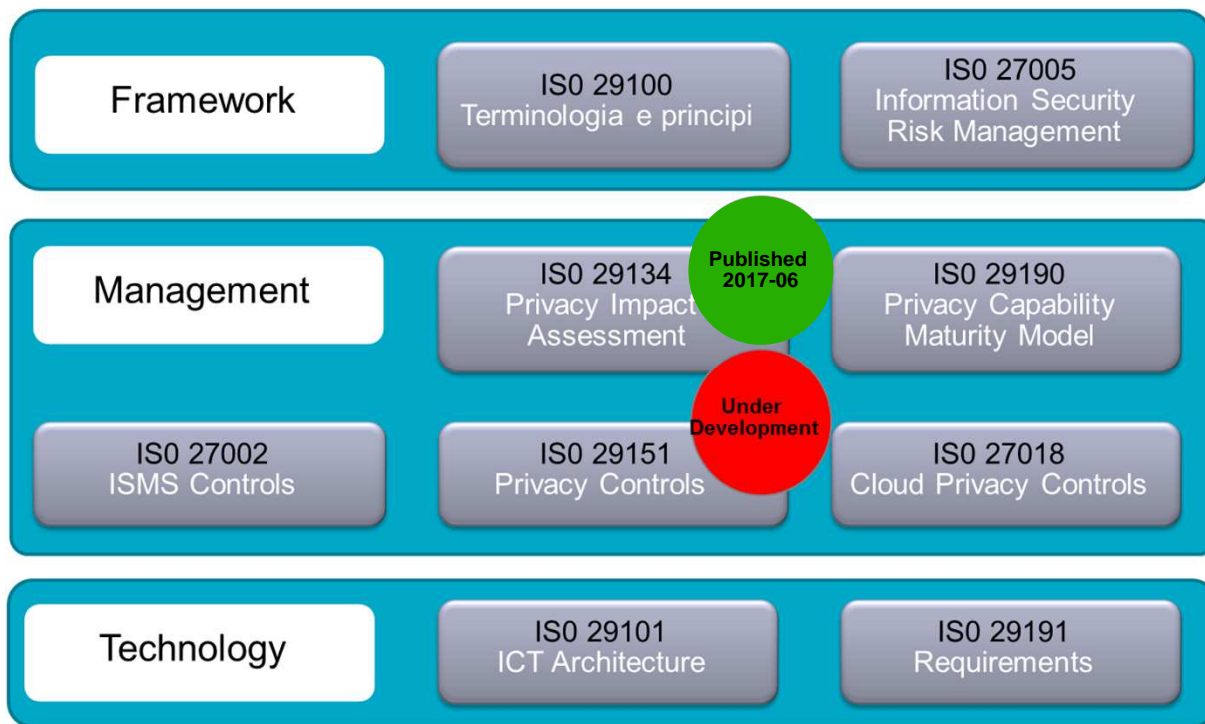 Framework
IS0 29100
Terminologia e principi
IS0 27005
Information Security
Risk Management
Management
IS0 29134
Privacy Impact
Assessment
Published
2017-06
IS0 29190
Privacy Capability
Maturity Model
Under
Development
IS0 27002
ISMS Controls
IS0 29151
Privacy Controls
IS0 27018
Cloud Privacy Controls
Technology
IS0 29101
ICT Architecture
IS0 29191
Requirements